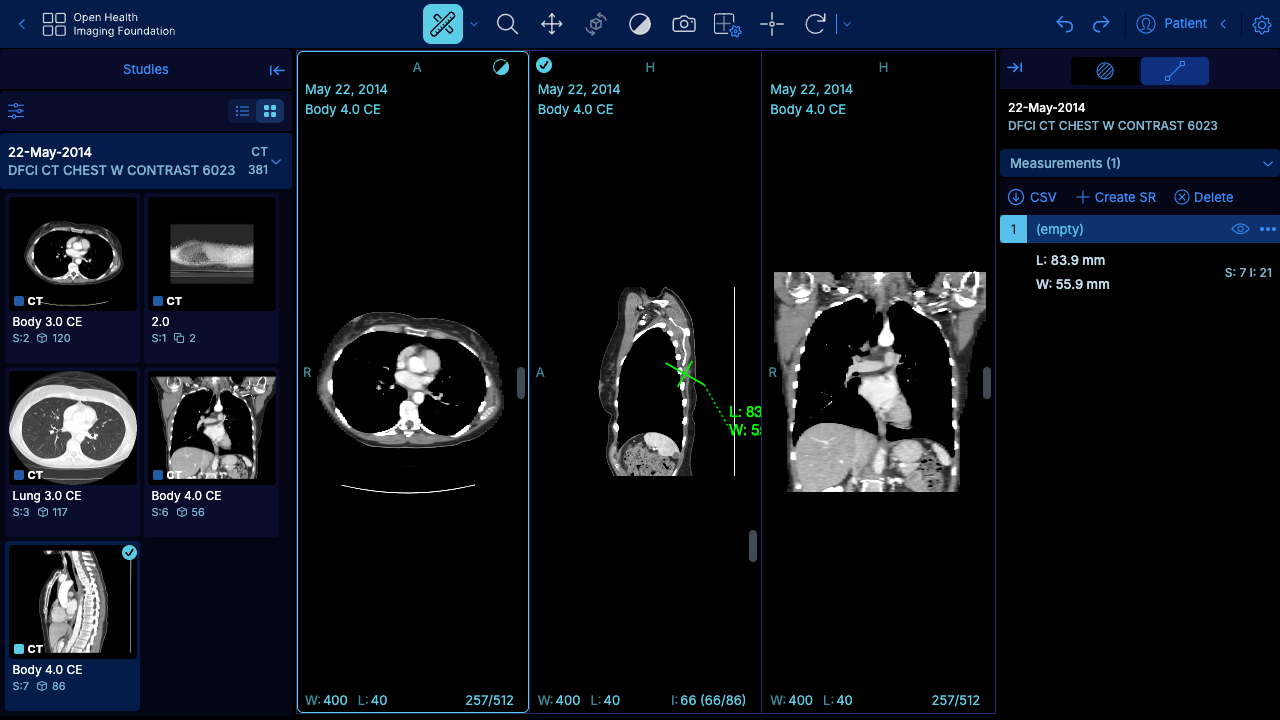 Open Health
Imaging Foundation
Patient
Studies
22-May-2014
CT
DFCI CT CHEST W CONTRAST 6023
381
CT
Body 3.0 CE
S:2 120
CT
2.0
S:1 2
CT
Lung 3.0 CE
S:3 117
CT
Body 4.0 CE
S:6 56
CT
Body 4.0 CE
S:7 86
A
May 22, 2014
Body 4.0 CE
R
W: 400 L: 40
257/512
H
May 22, 2014
Body 4.0 CE
A
L: 83
W: 5
W: 400 L: 40
I: 66 (66/86)
H
May 22, 2014
Body 4.0 CE
R
W: 400 L: 40
257/512
22-May-2014
DFCI CT CHEST W CONTRAST 6023
Measurements (1)
CSV
Create SR
Delete
1 (empty)
L: 83.9 mm
W: 55.9 mm
S: 7 I: 21